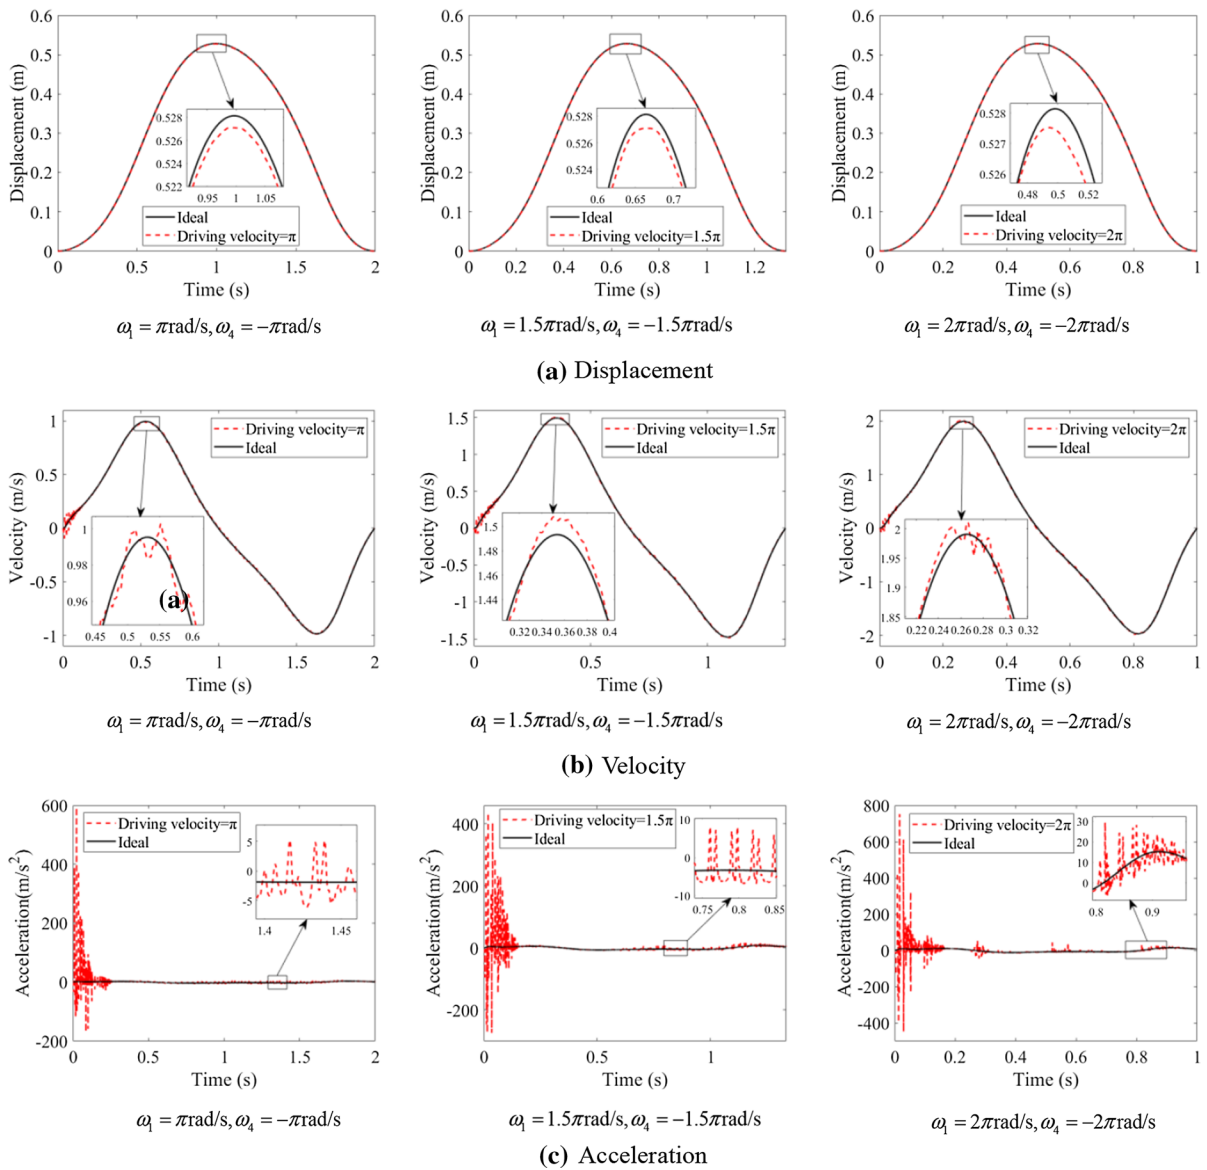 Displacement (m)
0.6
0.5
0.4
0.3
0.2
0.1
0
0.528
0.526
0.524
0.522
0.95 1 1.05
Ideal
Driving velocity=π
0 0.5 1 1.5 2
Time (s)
ω₁ = πrad/s, ω₄ = −πrad/s
Displacement (m)
0.6
0.5
0.4
0.3
0.2
0.1
0
0.528
0.526
0.524
0.6 0.7
Ideal
Driving velocity=1.5π
0 0.2 0.4 0.6 0.8 1 1.2
Time (s)
ω₁ = 1.5πrad/s, ω₄ = −1.5πrad/s
Displacement (m)
0.6
0.5
0.4
0.3
0.2
0.1
0
0.528
0.527
0.526
0.48 0.5 0.52
Ideal
Driving velocity=2π
0 0.2 0.4 0.6 0.8 1
Time (s)
ω₁ = 2πrad/s, ω₄ = −2πrad/s
(a) Displacement
Velocity (m/s)
1
0.5
0
-0.5
-1
Driving velocity=π
Ideal
1
0.98
0.96
(a)
0.45 0.5 0.55 0.6
0 0.5 1 1.5 2
Time (s)
ω₁ = πrad/s, ω₄ = −πrad/s
Velocity (m/s)
1.5
1
0.5
0
-0.5
-1
-1.5
Driving velocity=1.5π
Ideal
1.5
1.48
1.46
1.44
0.32 0.34 0.36 0.38 0.4
0 0.5 1
Time (s)
ω₁ = 1.5πrad/s, ω₄ = −1.5πrad/s
Velocity (m/s)
2
1
0
-1
-2
Driving velocity=2π
Ideal
2
1.95
1.9
1.85
0.22 0.24 0.26 0.28 0.3 0.32
0 0.2 0.4 0.6 0.8 1
Time (s)
ω₁ = 2πrad/s, ω₄ = −2πrad/s
(b) Velocity
Acceleration(m/s²)
600
400
200
0
-200
Driving velocity=π
Ideal
5
0
-5
1.4 1.45
0 0.5 1 1.5 2
Time (s)
ω₁ = πrad/s, ω₄ = −πrad/s
Acceleration(m/s²)
400
200
0
-200
Driving velocity=1.5π
Ideal
10
0
-10
0.75 0.8 0.85
0 0.5 1
Time (s)
ω₁ = 1.5πrad/s, ω₄ = −1.5πrad/s
Acceleration(m/s²)
800
600
400
200
0
-200
-400
Driving velocity=2π
Ideal
30
20
10
0
0.8 0.9
0 0.2 0.4 0.6 0.8 1
Time (s)
ω₁ = 2πrad/s, ω₄ = −2πrad/s
(c) Acceleration